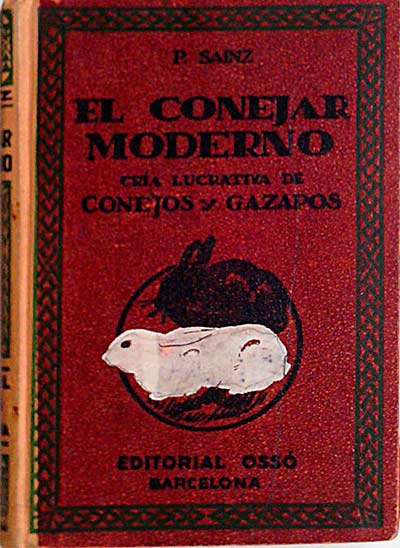 P. SAINZ
EL CONEJAR
MODERNO
CRIA LUCRATIVA DE
CONEJOS y GAZAPOS
EDITORIAL OSSÓ
BARCELONA